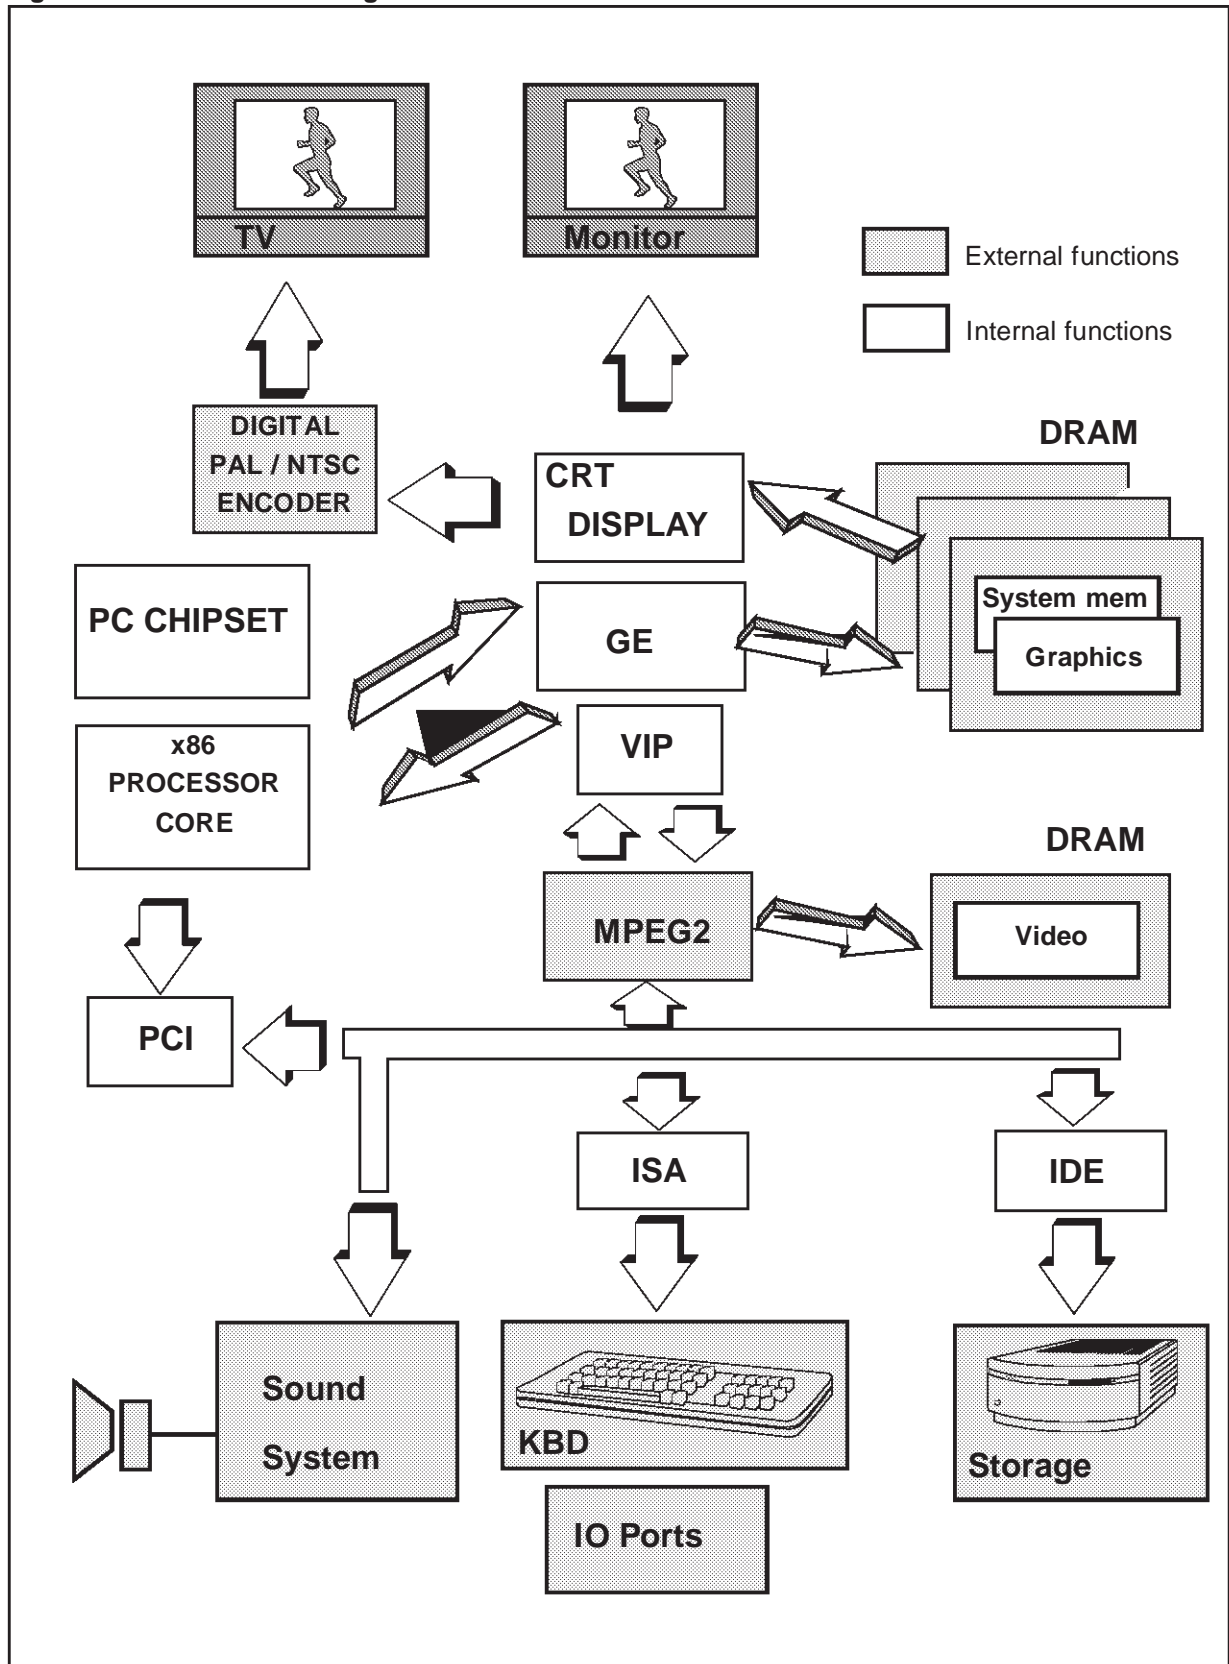 TV
Monitor
External functions
Internal functions
DIGITAL
PAL / NTSC
ENCODER
CRT
DISPLAY
DRAM
System mem
Graphics
PC CHIPSET
GE
x86
PROCESSOR
CORE
VIP
DRAM
MPEG2
Video
PCI
ISA
IDE
Sound
System
KBD
Storage
IO Ports